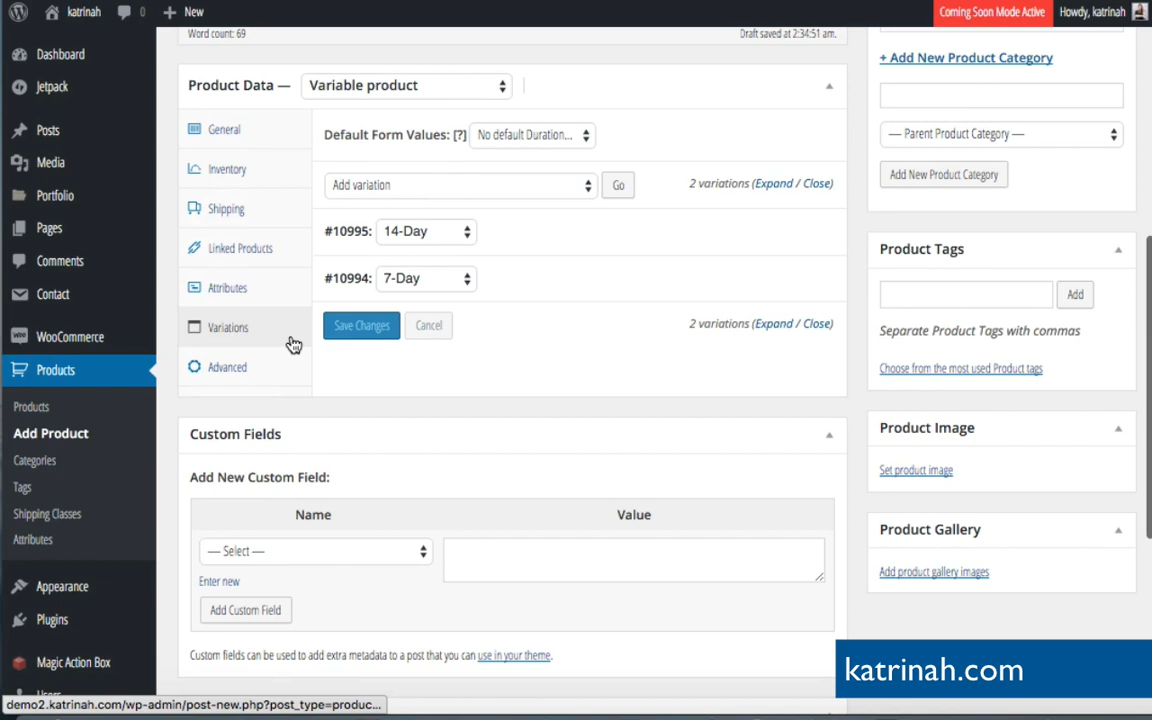 katrinah
0
New
Coming Soon Mode Active
Howdy, katrinah
Dashboard
Jetpack
Posts
Media
Portfolio
Pages
Comments
Contact
WooCommerce
Products
Products
Add Product
Categories
Tags
Shipping Classes
Attributes
Appearance
Plugins
Magic Action Box
Word count: 69
Draft saved at 2:34:51 am.
Product Data —
Variable product
General
Inventory
Shipping
Linked Products
Attributes
Variations
Advanced
Default Form Values: [?]
No default Duration...
Add variation
Go
2 variations (Expand / Close)
#10995:
14-Day
#10994:
7-Day
Save Changes
Cancel
2 variations (Expand / Close)
Custom Fields
Add New Custom Field:
Name
Value
— Select —
Enter new
Add Custom Field
Custom fields can be used to add extra metadata to a post that you can use in your theme.
+ Add New Product Category
— Parent Product Category —
Add New Product Category
Product Tags
Add
Separate Product Tags with commas
Choose from the most used Product tags
Product Image
Set product image
Product Gallery
Add product gallery images
katrinah.com
demo2.katrinah.com/wp-admin/post-new.php?post_type=produc...